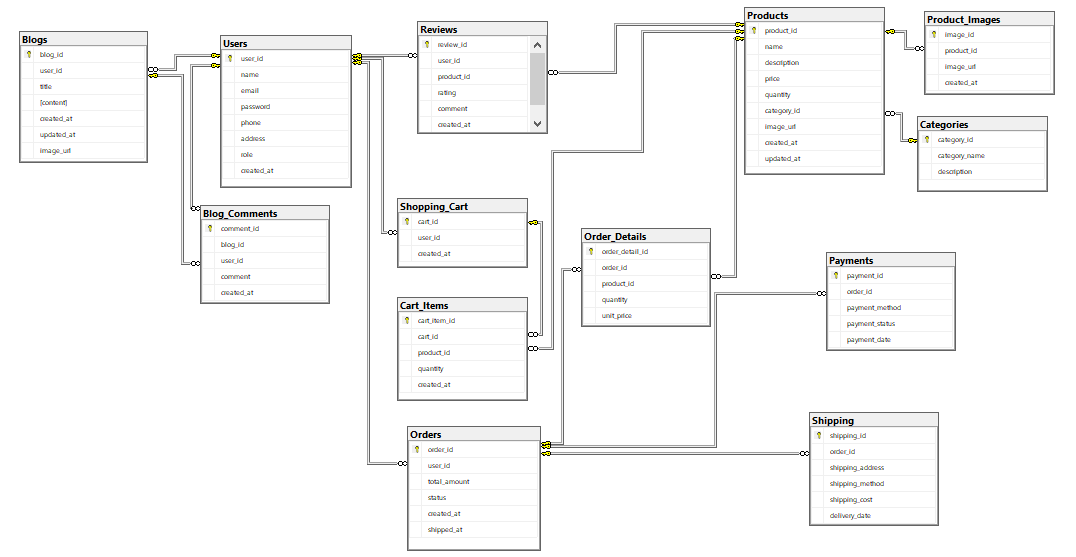 Blogs
blog_id
user_id
title
[content]
created_at
updated_at
image_url
Users
user_id
name
email
password
phone
address
role
created_at
Blog_Comments
comment_id
blog_id
user_id
comment
created_at
Reviews
review_id
user_id
product_id
rating
comment
created_at
Shopping_Cart
cart_id
user_id
created_at
Cart_Items
cart_item_id
cart_id
product_id
quantity
created_at
Orders
order_id
user_id
total_amount
status
created_at
shipped_at
Order_Details
order_detail_id
order_id
product_id
quantity
unit_price
Products
product_id
name
description
price
quantity
category_id
image_url
created_at
updated_at
Product_Images
image_id
product_id
image_url
created_at
Categories
category_id
category_name
description
Payments
payment_id
order_id
payment_method
payment_status
payment_date
Shipping
shipping_id
order_id
shipping_address
shipping_method
shipping_cost
delivery_date